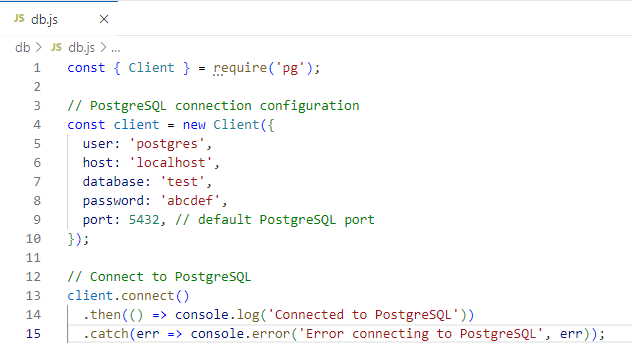 JS db.js ×
db > JS db.js > ...
1 const { Client } = require('pg');
2
3 // PostgreSQL connection configuration
4 const client = new Client({
5   user: 'postgres',
6   host: 'localhost',
7   database: 'test',
8   password: 'abcdef',
9   port: 5432, // default PostgreSQL port
10 });
11
12 // Connect to PostgreSQL
13 client.connect()
14   .then(() => console.log('Connected to PostgreSQL'))
15   .catch(err => console.error('Error connecting to PostgreSQL', err));